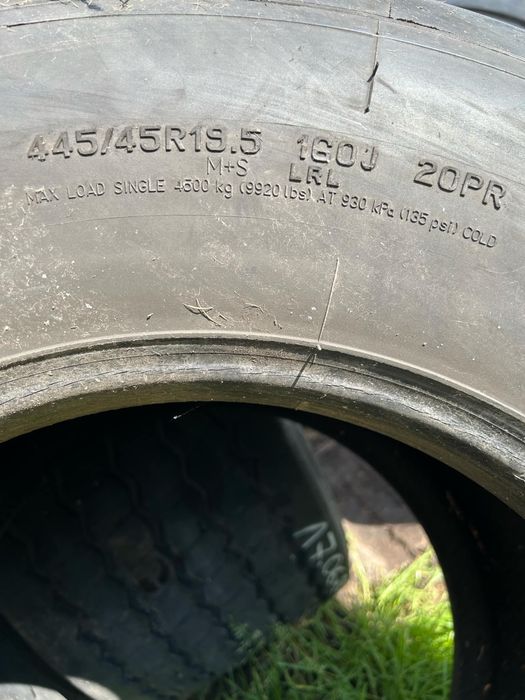 445/45R19.5 160J 20PR
M+S LRL
MAX LOAD SINGLE 4500 kg (9920 lbs) AT 930 kPa (135 psi) COLD